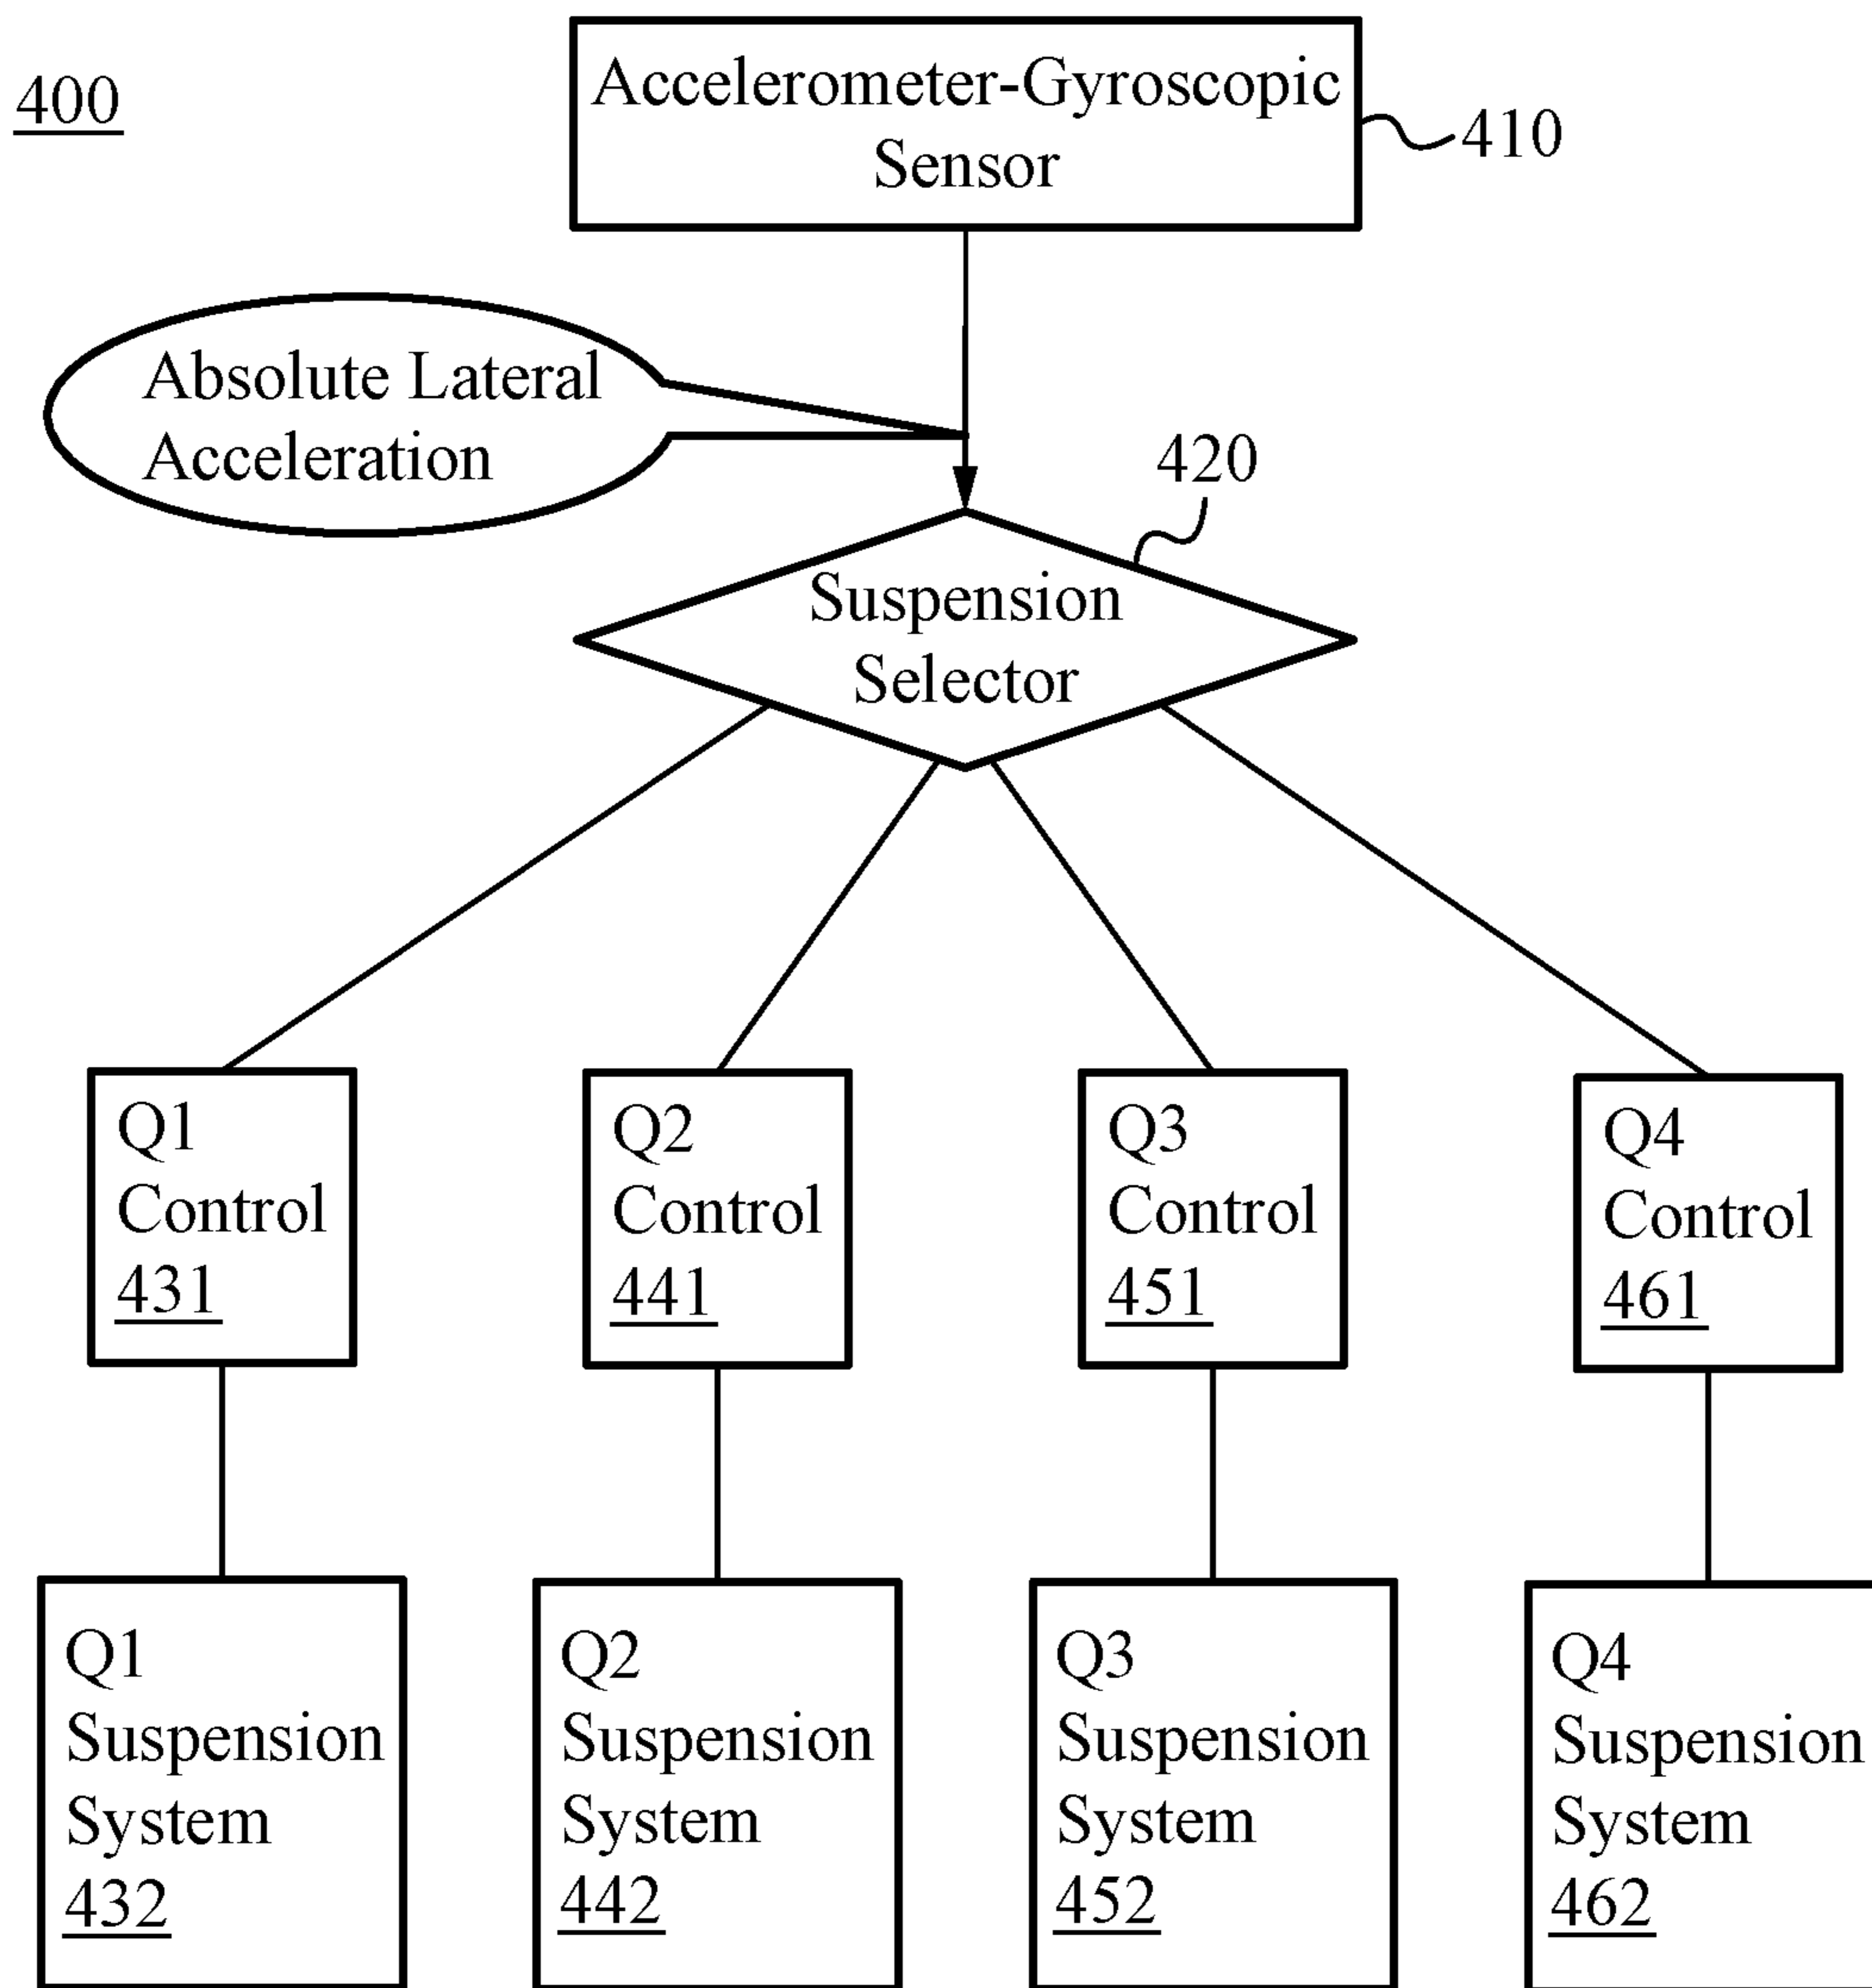 400
Accelerometer-Gyroscopic
Sensor
410
Absolute Lateral
Acceleration
420
Suspension
Selector
Q1
Control
431
Q2
Control
441
Q3
Control
451
Q4
Control
461
Q1
Suspension
System
432
Q2
Suspension
System
442
Q3
Suspension
System
452
Q4
Suspension
System
462